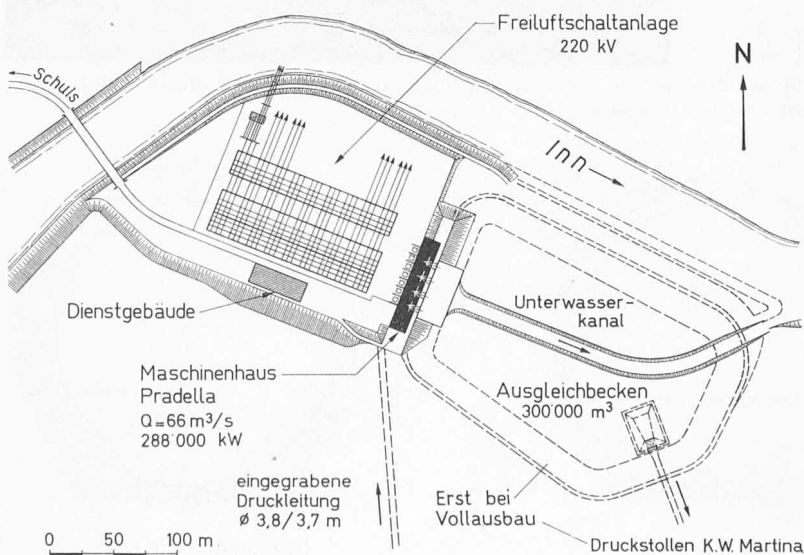 Freiluftschaltanlage
220 kV
N
Schuls
Inn
Dienstgebäude
Unterwasser-
kanal
Maschinenhaus
Pradella
Q = 66 m³/s
288'000 kW
Ausgleichbecken
300'000 m³
eingegrabene
Druckleitung
ø 3,8/3,7 m
Erst bei
Vollausbau
Druckstollen K.W. Martina
0 50 100 m